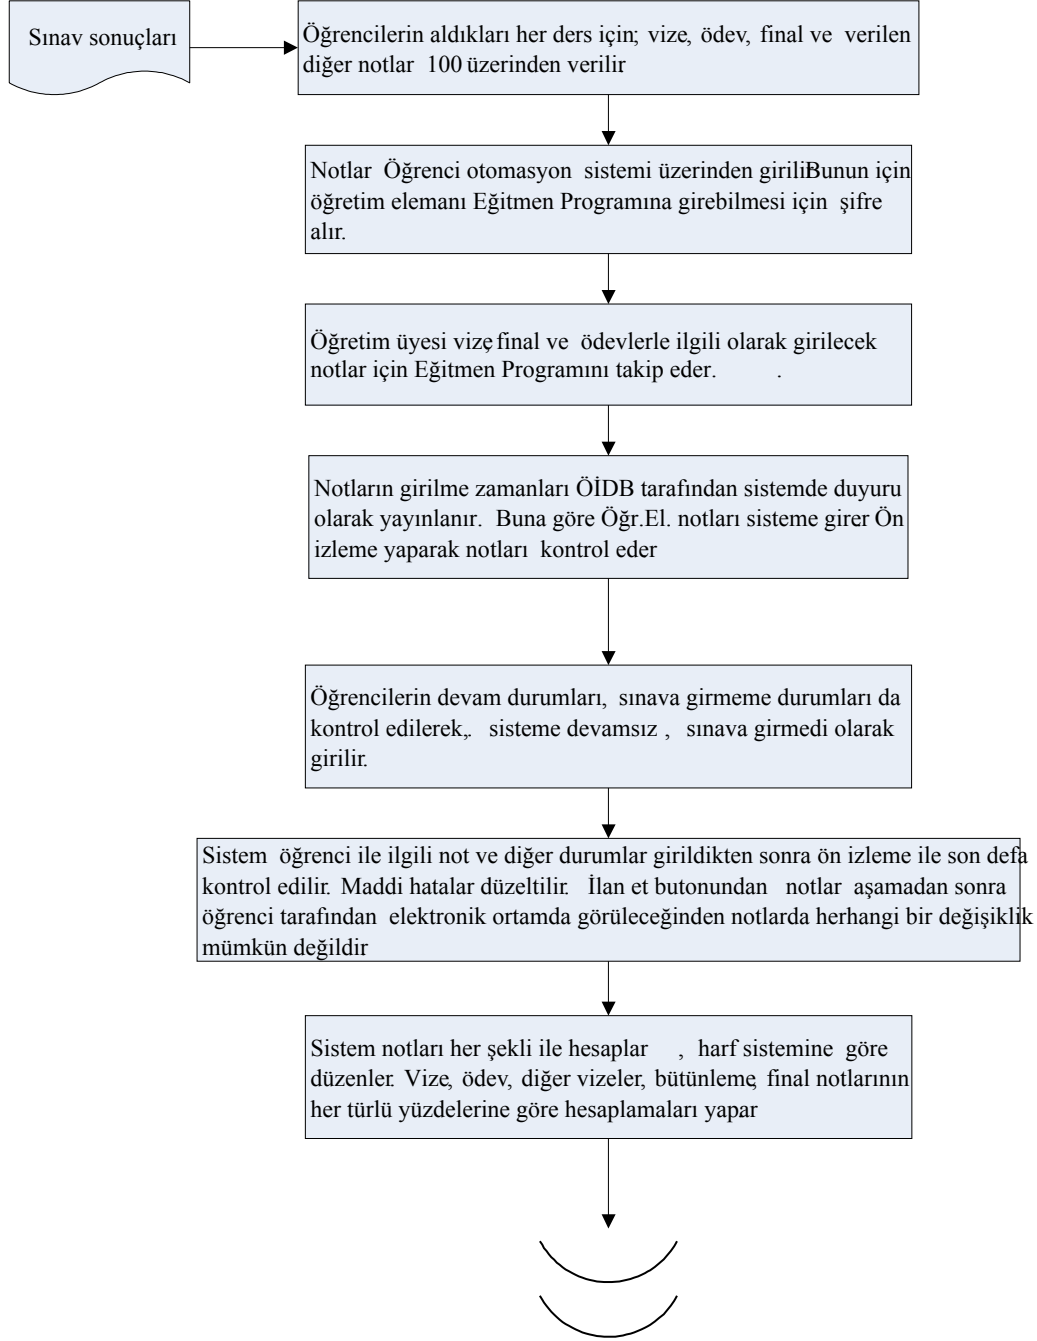 Sınav sonuçları
Öğrencilerin aldıkları her ders için; vize, ödev, final ve verilen
diğer notlar 100 üzerinden verilir
Notlar Öğrenci otomasyon sistemi üzerinden girilir.Bunun için
öğretim elemanı Eğitmen Programına girebilmesi için şifre
alır.
Öğretim üyesi vize, final ve ödevlerle ilgili olarak girilecek
notlar için Eğitmen Programını takip eder. .
Notların girilme zamanları ÖİDB tarafından sistemde duyuru
olarak yayınlanır. Buna göre Öğr.El. notları sisteme girer. Ön
izleme yaparak notları kontrol eder
Öğrencilerin devam durumları, sınava girmeme durumları da
kontrol edilerek,. sisteme devamsız , sınava girmedi olarak
girilir.
Sistem öğrenci ile ilgili not ve diğer durumlar girildikten sonra ön izleme ile son defa
kontrol edilir. Maddi hatalar düzeltilir. İlan et butonundan notlar aşamadan sonra
öğrenci tarafından elektronik ortamda görüleceğinden notlarda herhangi bir değişiklik
mümkün değildir
Sistem notları her şekli ile hesaplar , harf sistemine göre
düzenler. Vize, ödev, diğer vizeler, bütünleme, final notlarının
her türlü yüzdelerine göre hesaplamaları yapar